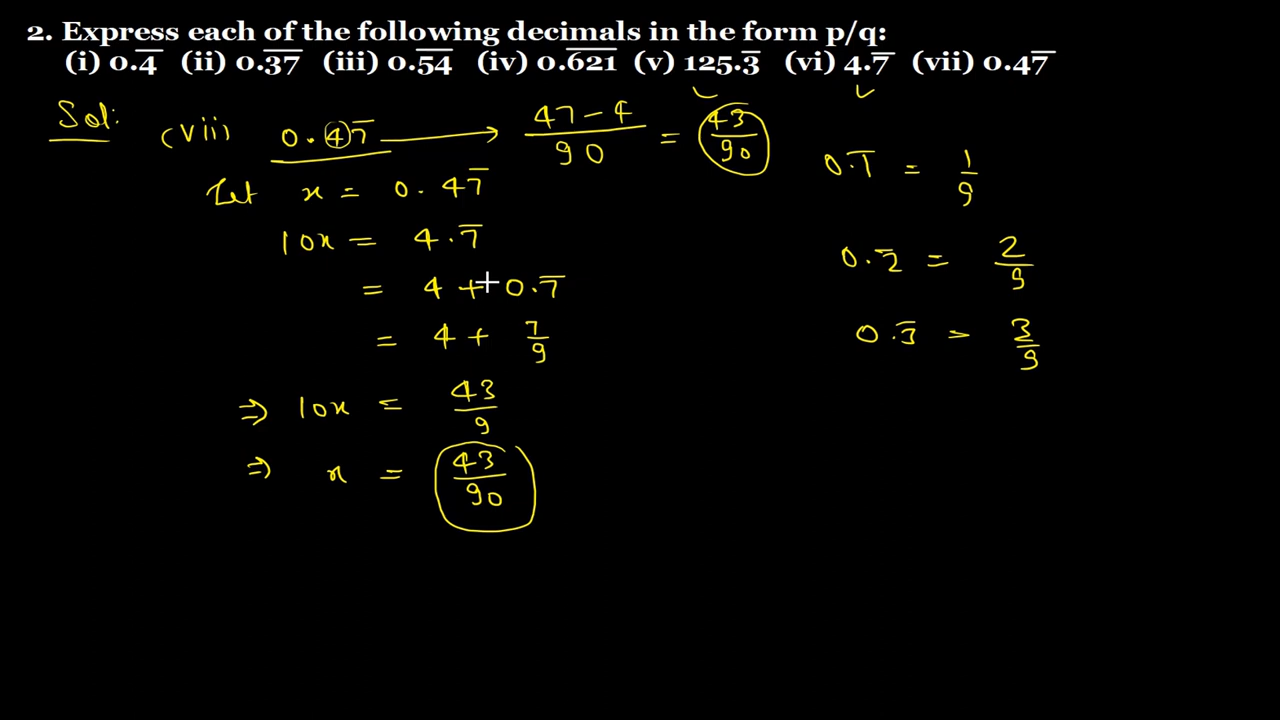 2. Express each of the following decimals in the form p/q:
(i) 0.4̅ (ii) 0.3̅7̅ (iii) 0.5̅4̅ (iv) 0.6̅2̅1̅ (v) 125.3̅ (vi) 4.7̅ (vii) 0.47̅
Sol: (vii) 0.47̅ → 47-4/90 = 43/90
Let x = 0.47̅
10x = 4.7̅
= 4 + 0.7̅
= 4 + 7/9
⇒ 10x = 43/9
⇒ x = 43/90
0.1̅ = 1/9
0.2̅ = 2/9
0.3̅ = 3/9